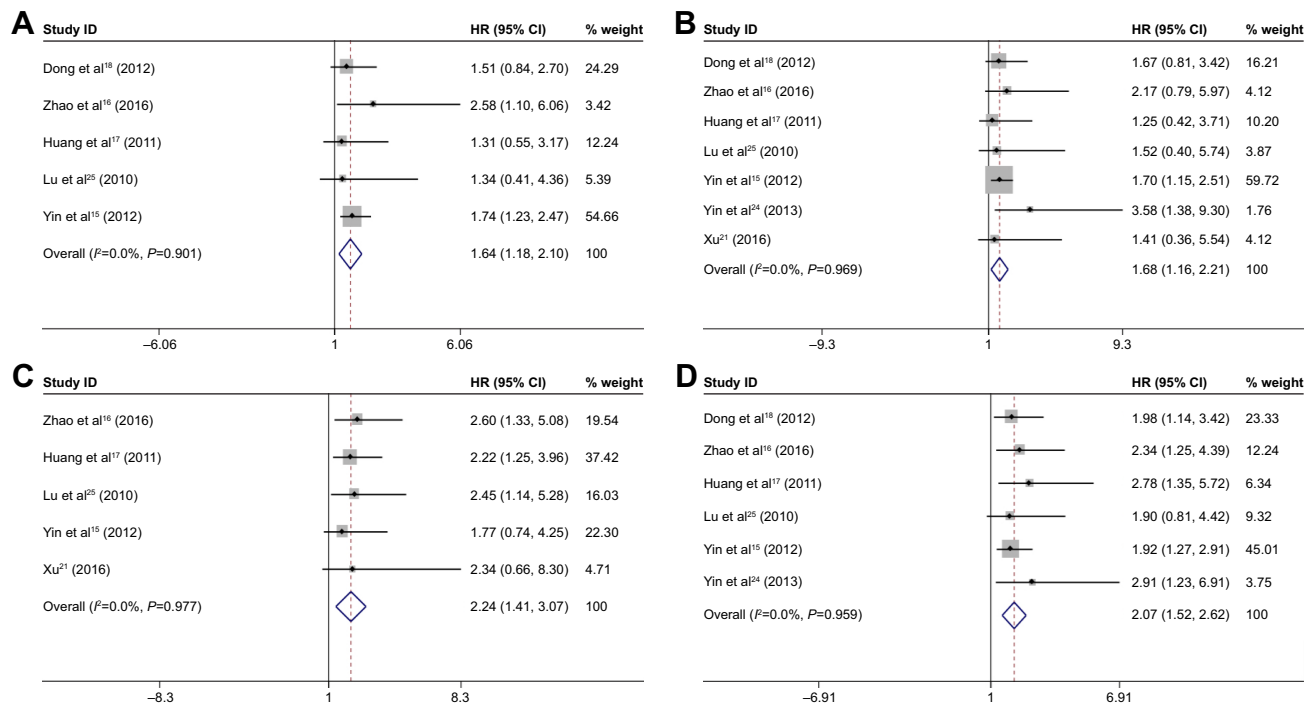 A
Study ID HR (95% CI) % weight
Dong et al¹⁸ (2012) 1.51 (0.84, 2.70) 24.29
Zhao et al¹⁶ (2016) 2.58 (1.10, 6.06) 3.42
Huang et al¹⁷ (2011) 1.31 (0.55, 3.17) 12.24
Lu et al²⁵ (2010) 1.34 (0.41, 4.36) 5.39
Yin et al¹⁵ (2012) 1.74 (1.23, 2.47) 54.66
Overall (I²=0.0%, P=0.901) 1.64 (1.18, 2.10) 100
–6.06 1 6.06
B
Study ID HR (95% CI) % weight
Dong et al¹⁸ (2012) 1.67 (0.81, 3.42) 16.21
Zhao et al¹⁶ (2016) 2.17 (0.79, 5.97) 4.12
Huang et al¹⁷ (2011) 1.25 (0.42, 3.71) 10.20
Lu et al²⁵ (2010) 1.52 (0.40, 5.74) 3.87
Yin et al¹⁵ (2012) 1.70 (1.15, 2.51) 59.72
Yin et al²⁴ (2013) 3.58 (1.38, 9.30) 1.76
Xu²¹ (2016) 1.41 (0.36, 5.54) 4.12
Overall (I²=0.0%, P=0.969) 1.68 (1.16, 2.21) 100
–9.3 1 9.3
C
Study ID HR (95% CI) % weight
Zhao et al¹⁶ (2016) 2.60 (1.33, 5.08) 19.54
Huang et al¹⁷ (2011) 2.22 (1.25, 3.96) 37.42
Lu et al²⁵ (2010) 2.45 (1.14, 5.28) 16.03
Yin et al¹⁵ (2012) 1.77 (0.74, 4.25) 22.30
Xu²¹ (2016) 2.34 (0.66, 8.30) 4.71
Overall (I²=0.0%, P=0.977) 2.24 (1.41, 3.07) 100
–8.3 1 8.3
D
Study ID HR (95% CI) % weight
Dong et al¹⁸ (2012) 1.98 (1.14, 3.42) 23.33
Zhao et al¹⁶ (2016) 2.34 (1.25, 4.39) 12.24
Huang et al¹⁷ (2011) 2.78 (1.35, 5.72) 6.34
Lu et al²⁵ (2010) 1.90 (0.81, 4.42) 9.32
Yin et al¹⁵ (2012) 1.92 (1.27, 2.91) 45.01
Yin et al²⁴ (2013) 2.91 (1.23, 6.91) 3.75
Overall (I²=0.0%, P=0.959) 2.07 (1.52, 2.62) 100
–6.91 1 6.91